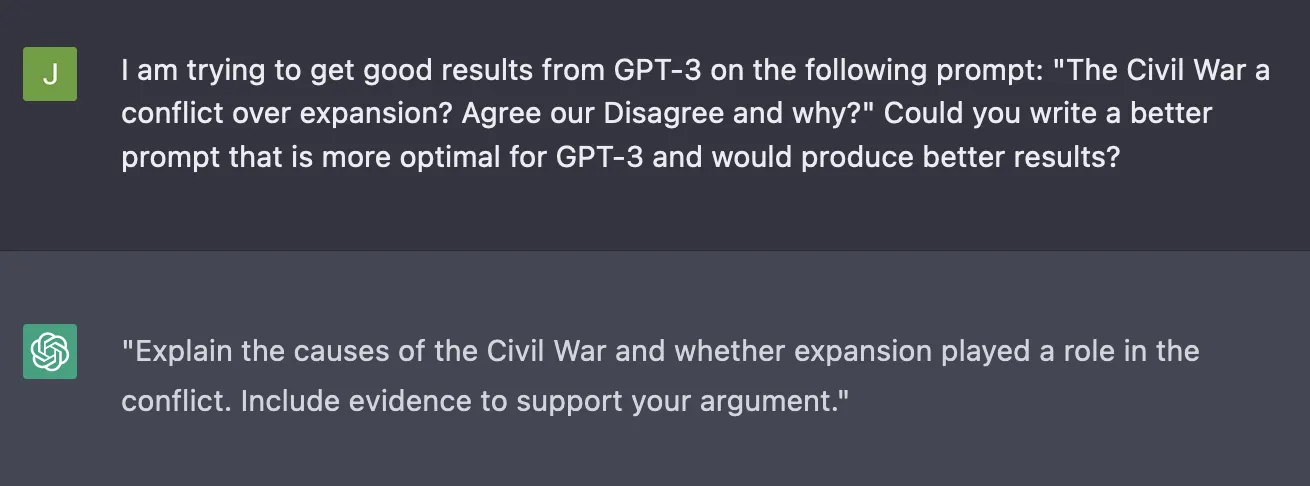 J
I am trying to get good results from GPT-3 on the following prompt: "The Civil War a
conflict over expansion? Agree our Disagree and why?" Could you write a better
prompt that is more optimal for GPT-3 and would produce better results?
"Explain the causes of the Civil War and whether expansion played a role in the
conflict. Include evidence to support your argument."